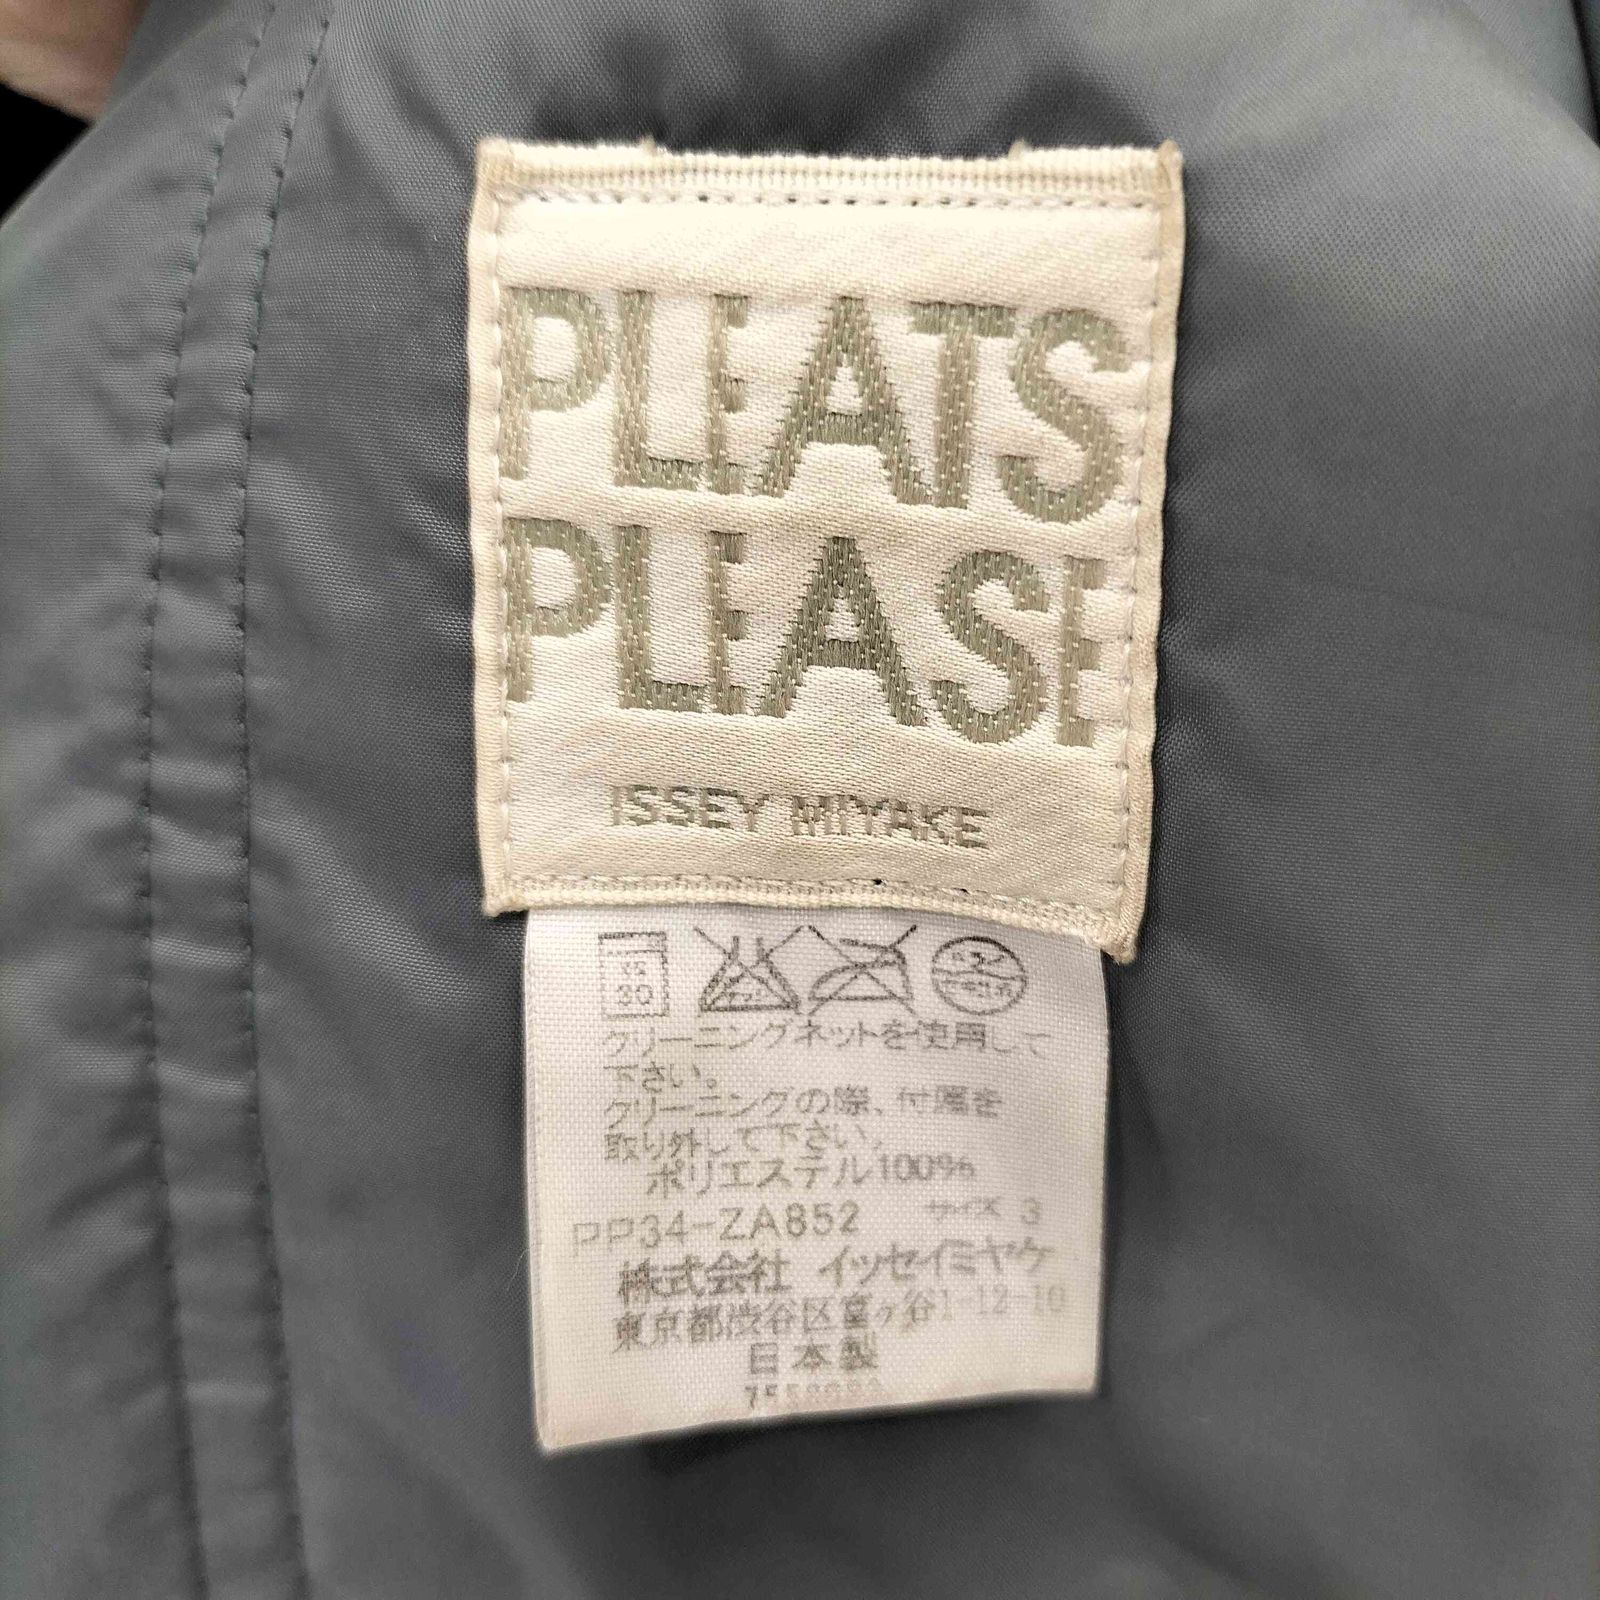 PLEATS
PLEASE
ISSEY MIYAKE
30
クリーニングネットを使用して
下さい。
クリーニングの際、付属を
取り外して下さい。
ポリエステル100%
PP34-ZA852 サイズ 3
株式会社 イッセイミヤケ
東京都渋谷区富ヶ谷1-12-10
日本製